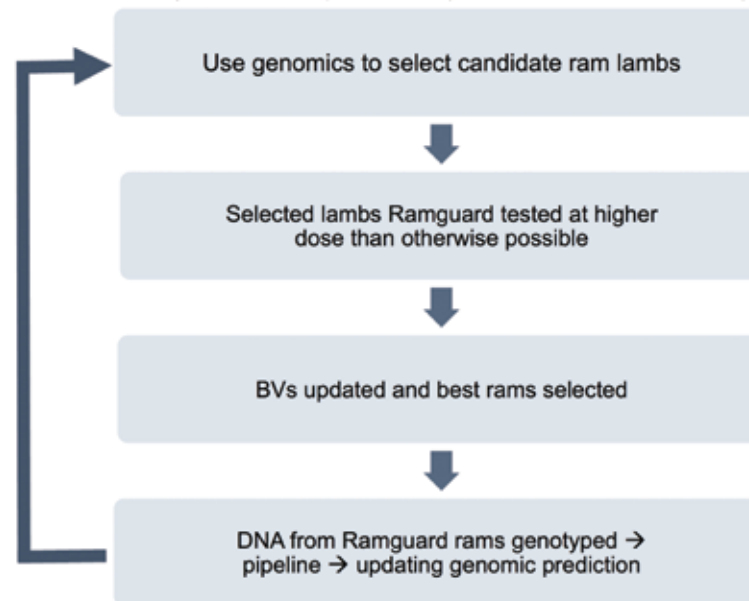 Use genomics to select candidate ram lambs
Selected lambs Ramguard tested at higher
dose than otherwise possible
BVs updated and best rams selected
DNA from Ramguard rams genotyped →
pipeline → updating genomic prediction